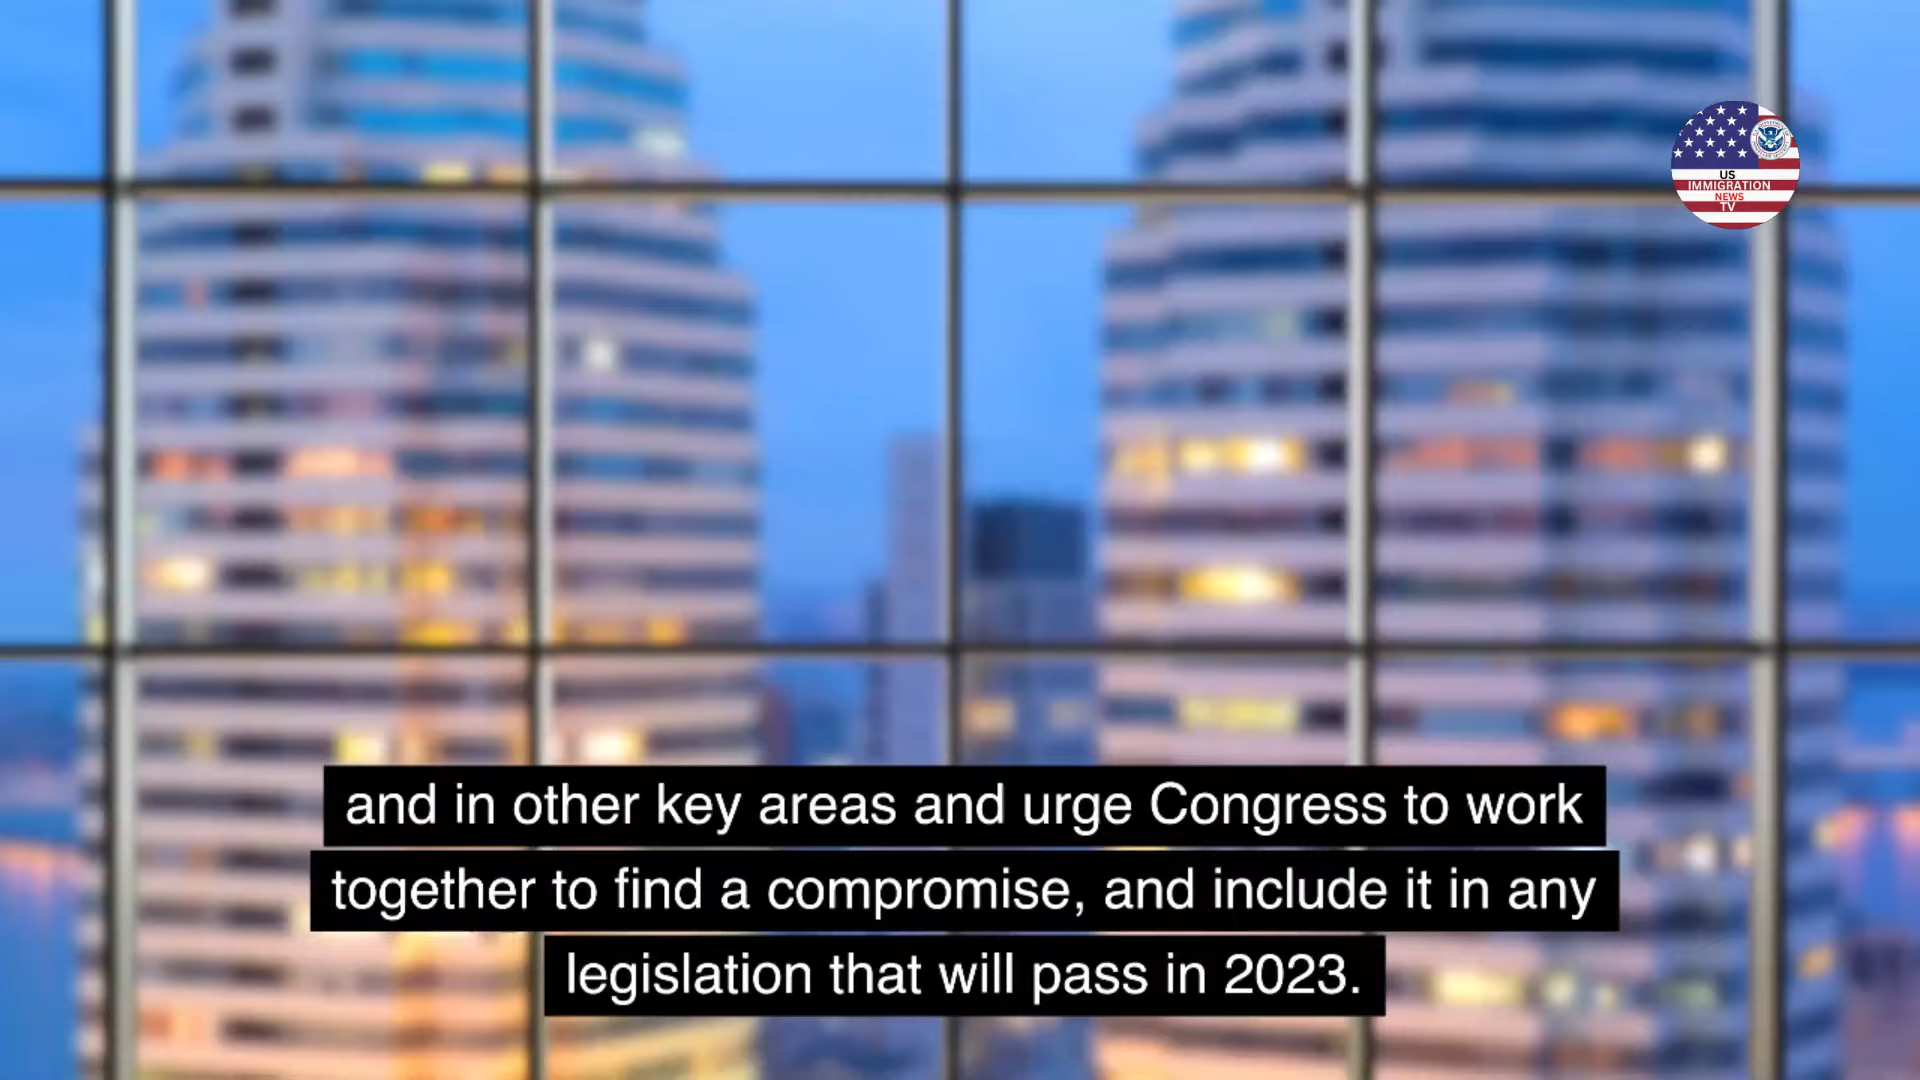 US
IMMIGRATION
NEWS
TV
and in other key areas and urge Congress to work
together to find a compromise, and include it in any
legislation that will pass in 2023.